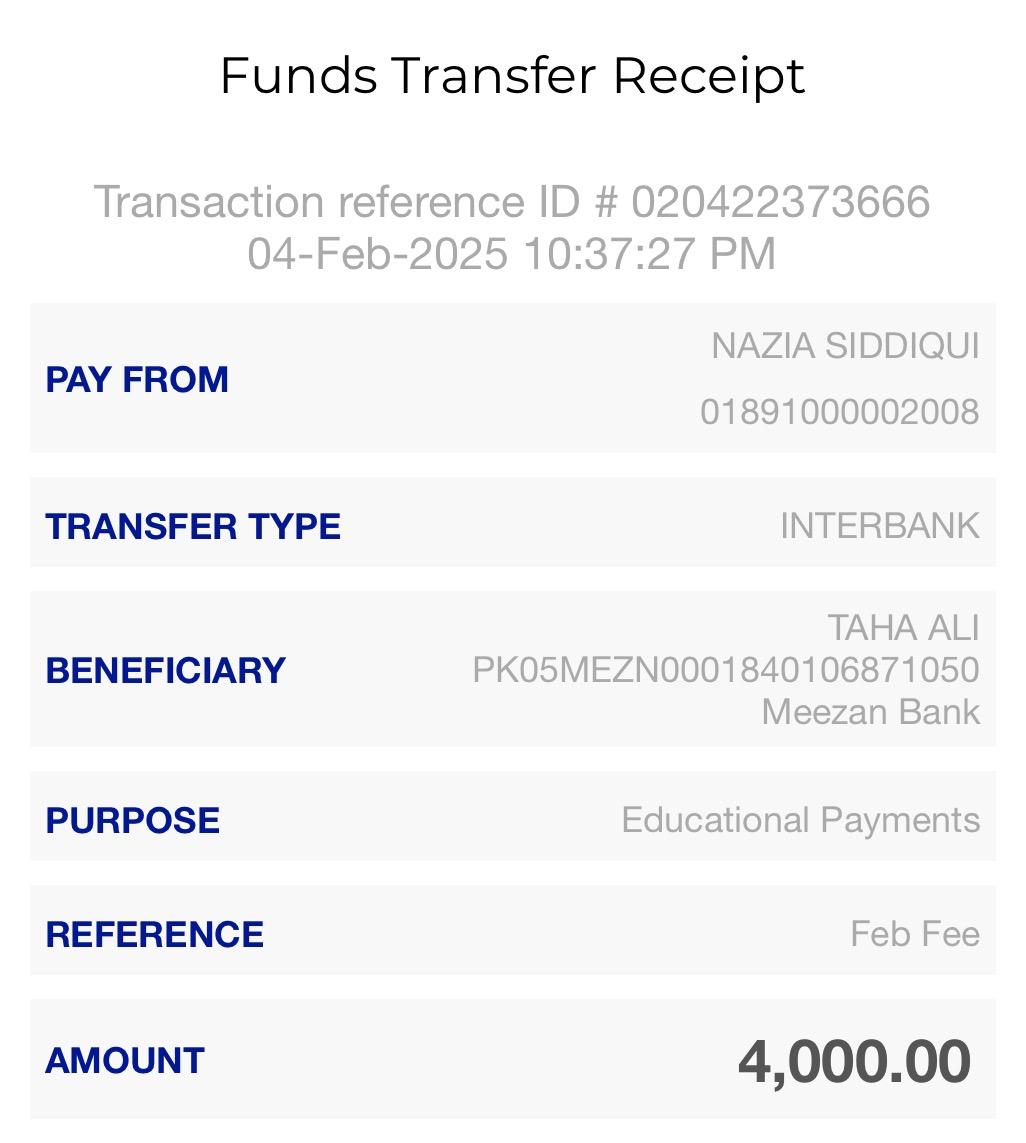 Funds Transfer Receipt
Transaction reference ID # 020422373666
04-Feb-2025 10:37:27 PM
PAY FROM
NAZIA SIDDIQUI
01891000002008
TRANSFER TYPE
INTERBANK
BENEFICIARY
TAHA ALI
PK05MEZN0001840106871050
Meezan Bank
PURPOSE
Educational Payments
REFERENCE
Feb Fee
AMOUNT
4,000.00